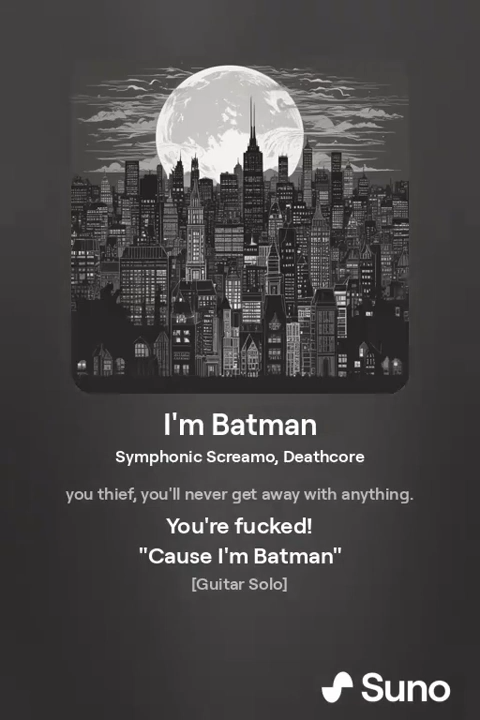 I'm Batman
Symphonic Screamo, Deathcore
you thief, you'll never get away with anything.
You're fucked!
"Cause I'm Batman"
[Guitar Solo]
Suno